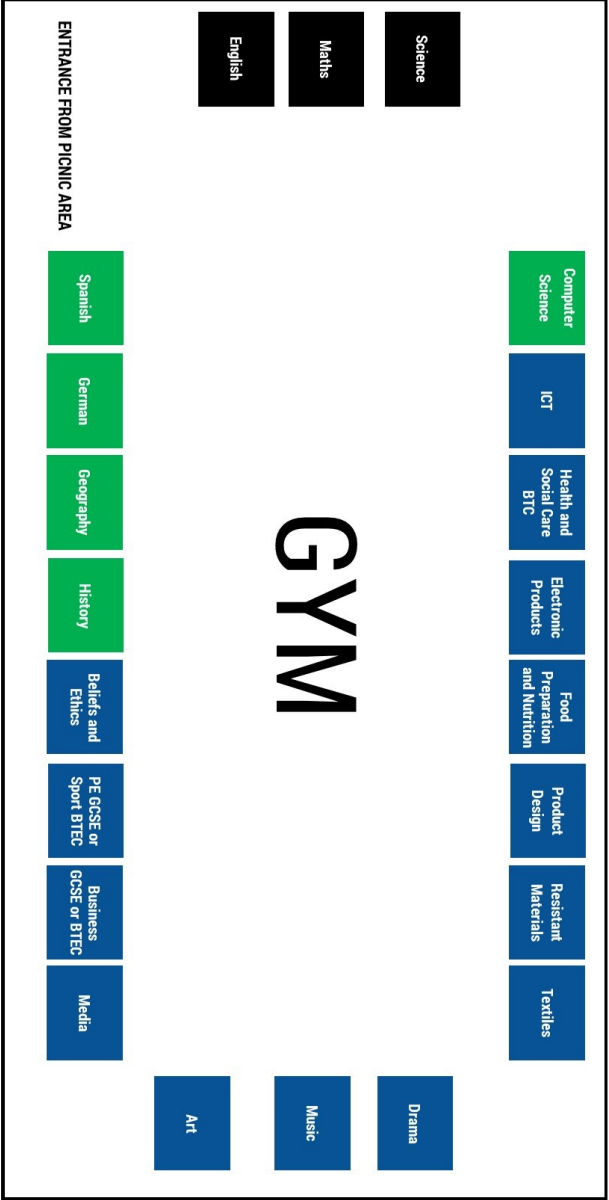 Computer
Science
ICT
Health and
Social Care
BTC
Electronic
Products
Food
Preparation
and Nutrition
Product
Design
Resistant
Materials
Textiles
Science
Maths
English
GYM
Drama
Music
Art
ENTRANCE FROM PICNIC AREA
Spanish
German
Geography
History
Beliefs and
Ethics
PE GCSE or
Sport BTEC
Business
GCSE or BTEC
Media